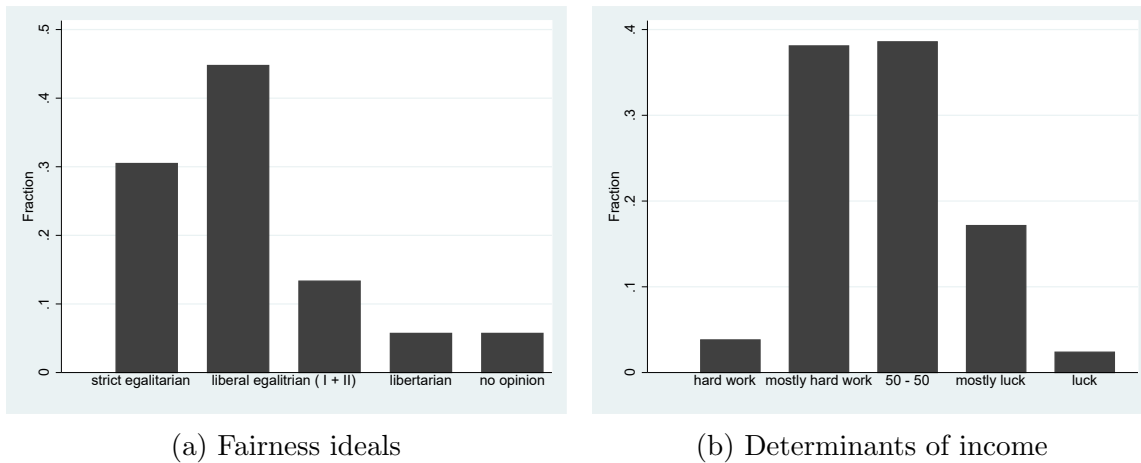 Fraction
.5
.4
.3
.2
.1
0
strict egalitarian liberal egalitrian ( I + II) libertarian no opinion
(a) Fairness ideals
Fraction
.4
.3
.2
.1
0
hard work mostly hard work 50 - 50 mostly luck luck
(b) Determinants of income